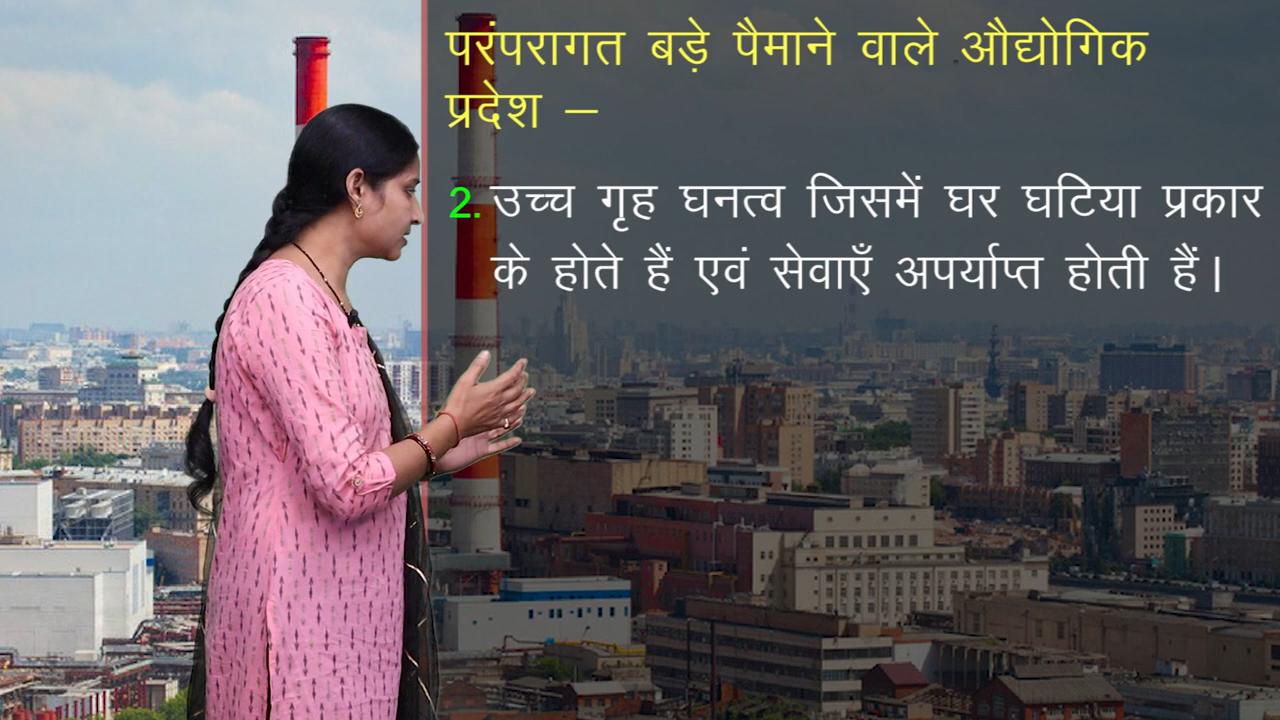 परंपरागत बड़े पैमाने वाले औद्योगिक
प्रदेश –
2. उच्च गृह घनत्व जिसमें घर घटिया प्रकार
के होते हैं एवं सेवाएँ अपर्याप्त होती हैं।